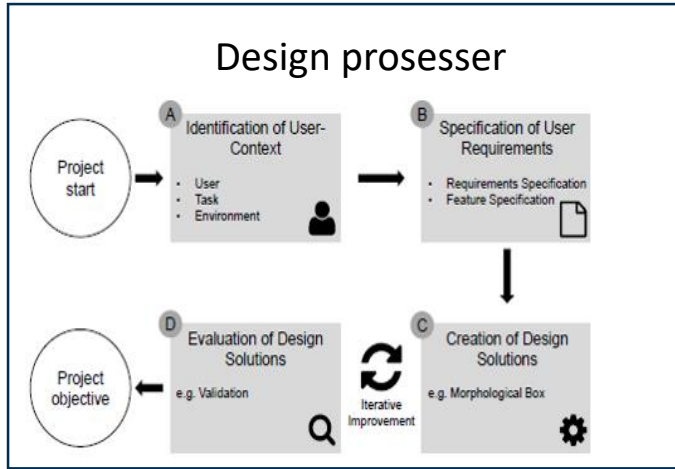 Design prosesser
Project
start
A
Identification of User-
Context
• User
• Task
• Environment
B
Specification of User
Requirements
• Requirements Specification
• Feature Specification
C
Creation of Design
Solutions
e.g. Morphological Box
Iterative
Improvement
D
Evaluation of Design
Solutions
e.g. Validation
Project
objective